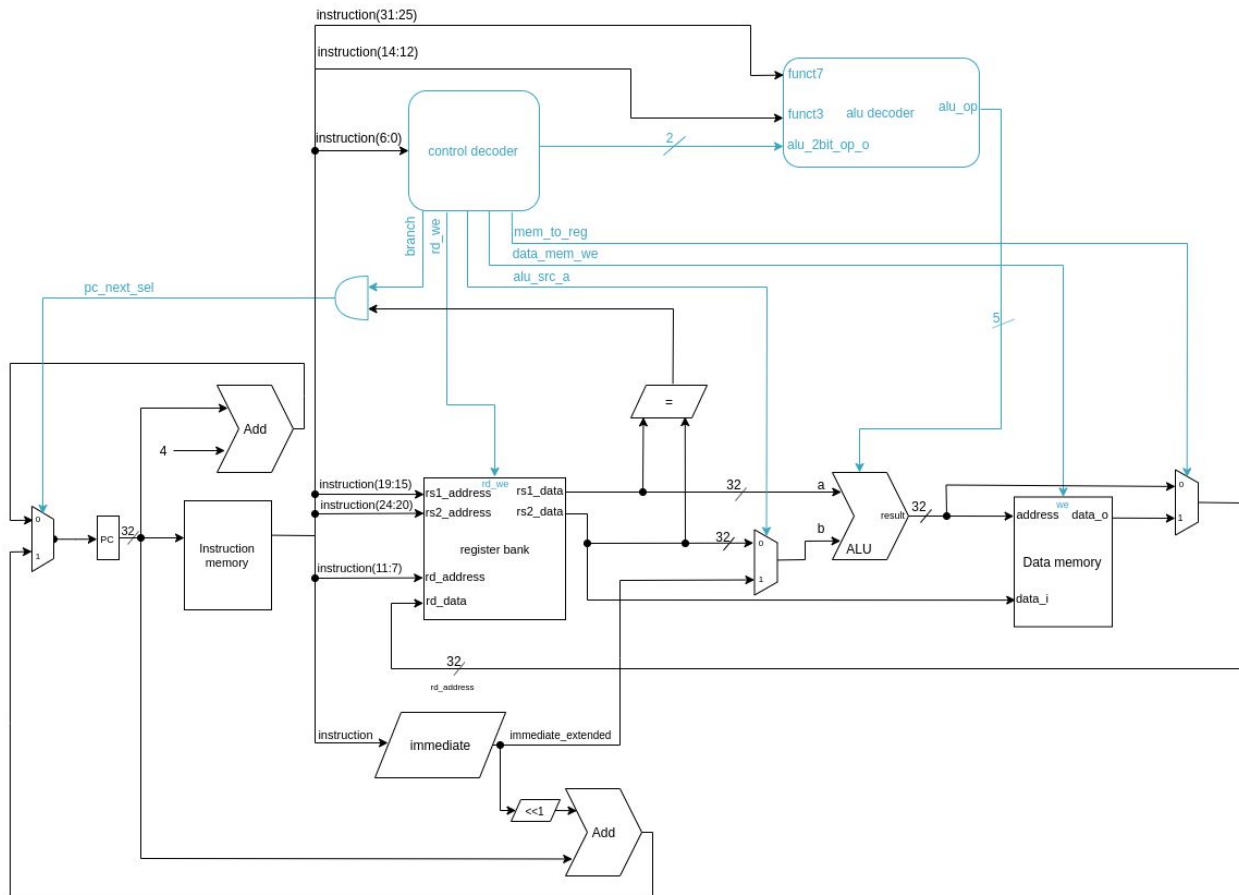 instruction(31:25)
instruction(14:12)
funct7
funct3
alu decoder
alu_op
alu_2bit_op_o
instruction(6:0)
control decoder
2
branch
rd_we
mem_to_reg
data_mem_we
alu_src_a
pc_next_sel
5
=
Add
4
instruction(19:15)
rd_we
rs1_address
rs1_data
32
a
0
instruction(24:20)
rs2_address
rs2_data
0
1
PC
32
Instruction
memory
register bank
32
0
1
b
ALU
result
32
we
address
data_o
Data memory
data_i
1
instruction(11:7)
rd_address
rd_data
32
rd_address
instruction
immediate
immediate_extended
<<1
Add